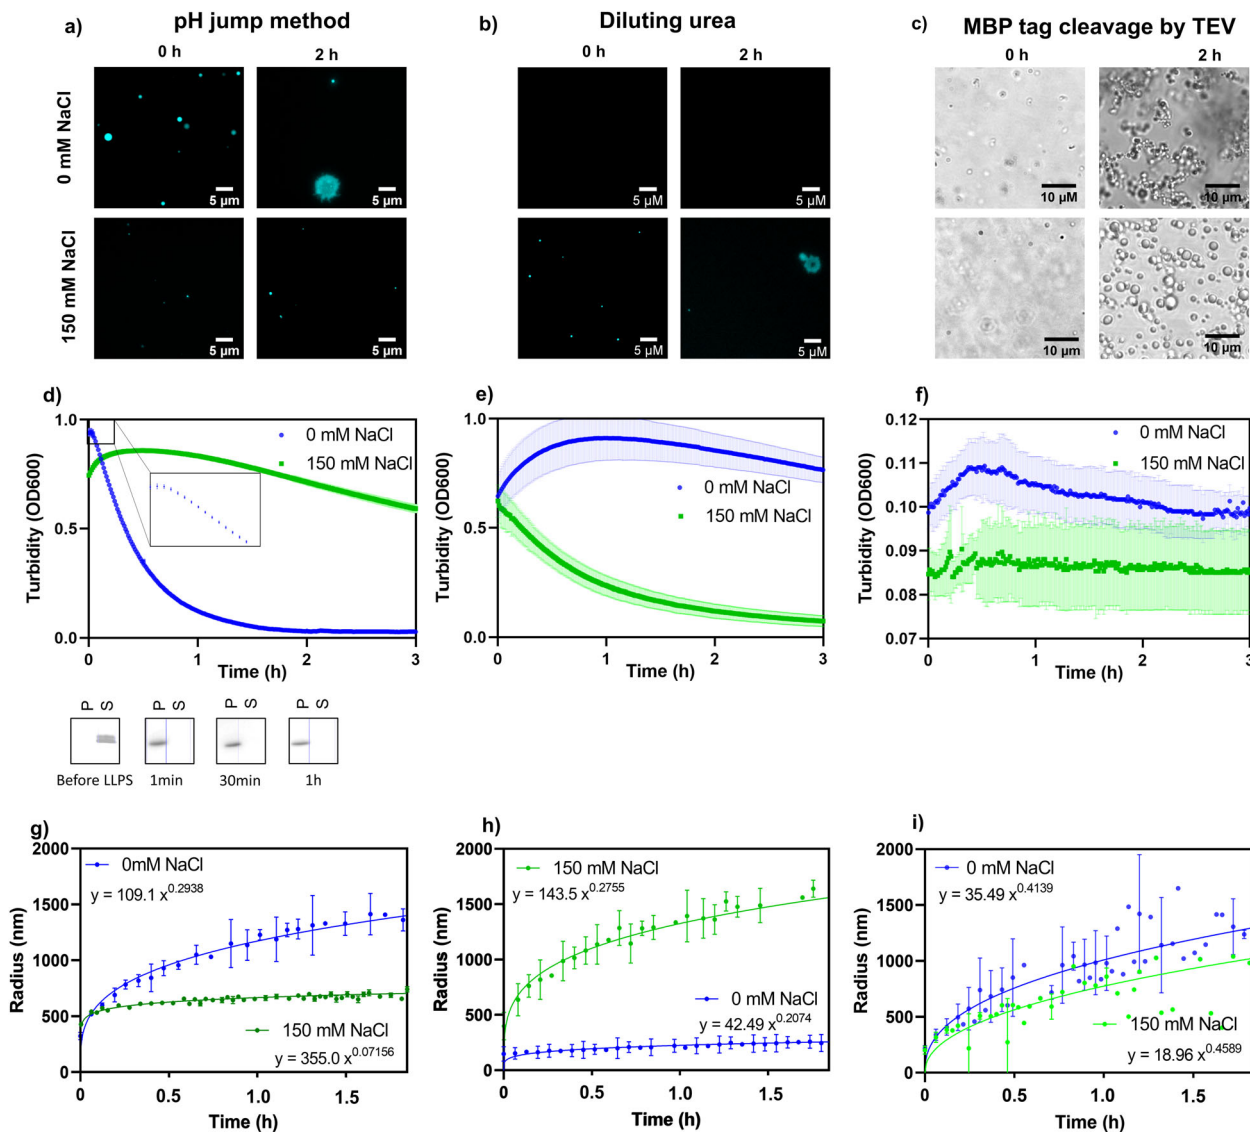 a)
pH jump method
b)
Diluting urea
c)
MBP tag cleavage by TEV
0 h
2 h
0 h
2 h
0 h
2 h
0 mM NaCl
5 µm
5 µm
5 µM
5 µM
10 µM
10 µm
150 mM NaCl
5 µm
5 µm
5 µM
5 µM
10 µm
10 µm
d)
Turbidity (OD600)
1.0
0.5
0.0
0 mM NaCl
150 mM NaCl
0
1
2
3
Time (h)
e)
Turbidity (OD600)
1.0
0.5
0.0
0 mM NaCl
150 mM NaCl
0
1
2
3
Time (h)
f)
Turbidity (OD600)
0.12
0.11
0.10
0.09
0.08
0.07
0 mM NaCl
150 mM NaCl
0
1
2
3
Time (h)
P S
P S
P S
P S
Before LLPS
1min
30min
1h
g)
Radius (nm)
2000
1500
1000
500
0
0mM NaCl
y = 109.1 x^0.2938
150 mM NaCl
y = 355.0 x^0.07156
0.0
0.5
1.0
1.5
Time (h)
h)
Radius (nm)
2000
1500
1000
500
0
150 mM NaCl
y = 143.5 x^0.2755
0 mM NaCl
y = 42.49 x^0.2074
0.0
0.5
1.0
1.5
Time (h)
i)
Radius (nm)
2000
1500
1000
500
0
0 mM NaCl
y = 35.49 x^0.4139
150 mM NaCl
y = 18.96 x^0.4589
0.0
0.5
1.0
1.5
Time (h)